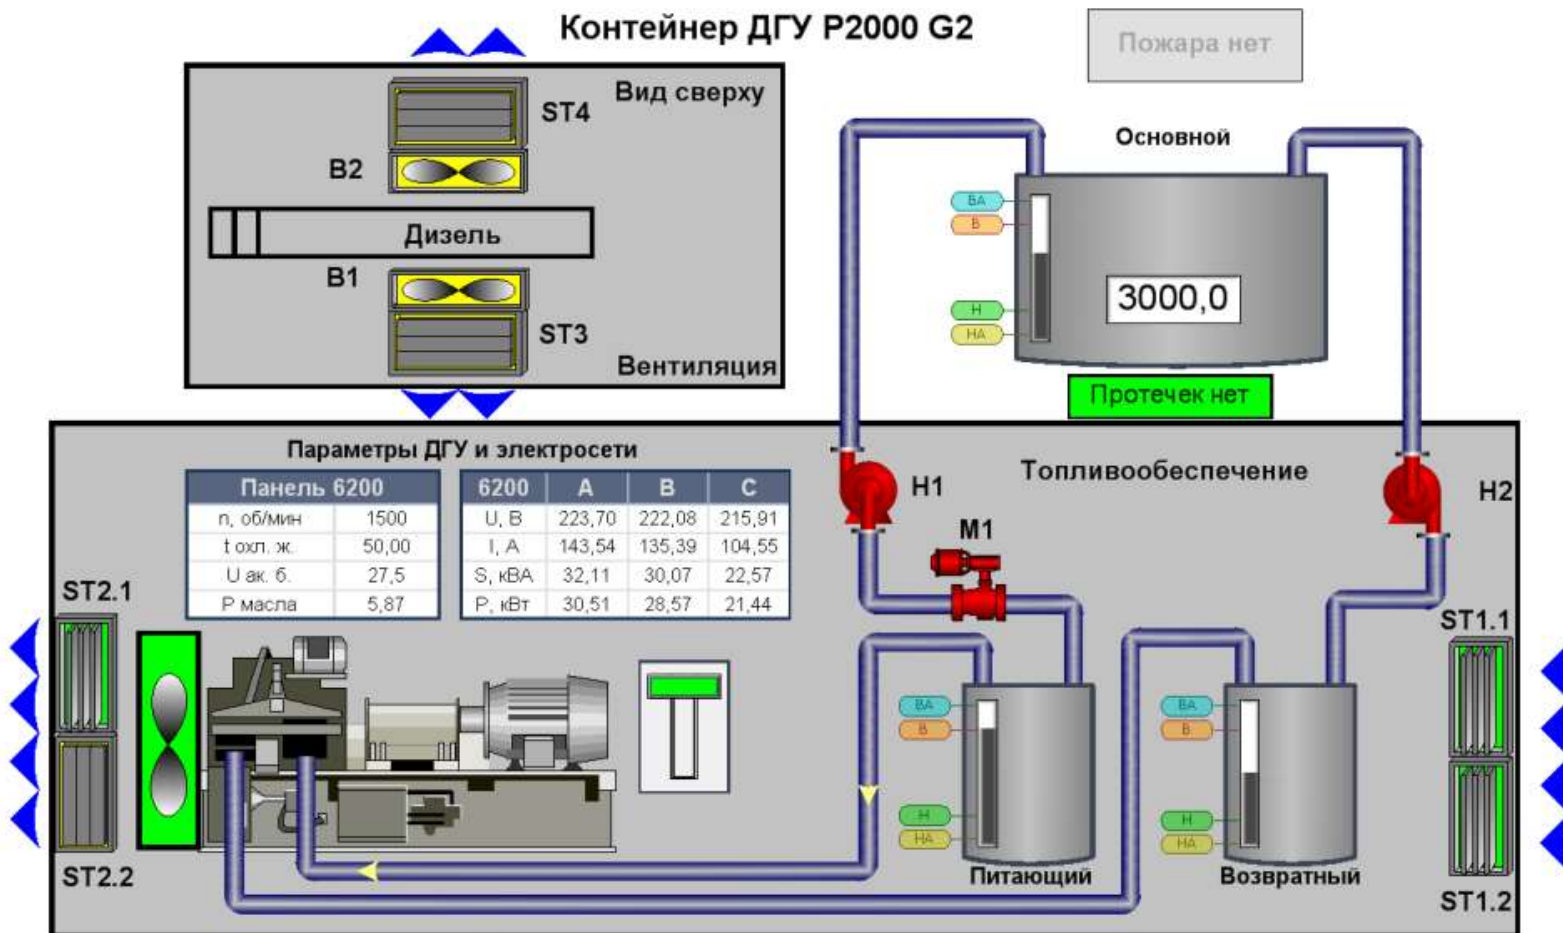 Контейнер ДГУ P2000 G2
Пожара нет
Вид сверху
ST4
B2
Дизель
B1
ST3
Вентиляция
Основной
ВА
В
3000,0
Н
НА
Протечек нет
Параметры ДГУ и электросети
Панель 6200
n, об/мин 1500
t охл. ж. 50,00
U ак. б. 27,5
P масла 5,87
6200 A B C
U, В 223,70 222,08 215,91
I, А 143,54 135,39 104,55
S, кВА 32,11 30,07 22,57
P, кВт 30,51 28,57 21,44
Топливообеспечение
Н1
Н2
М1
ST2.1
ST2.2
ВА
В
Н
НА
Питающий
ВА
В
Н
НА
Возвратный
ST1.1
ST1.2